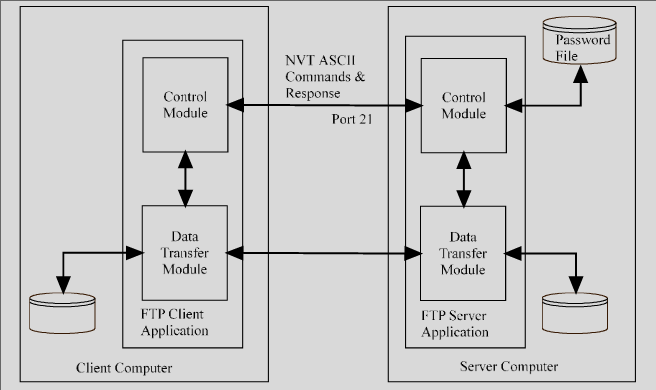 NVT ASCII
Commands &
Response
Port 21
Password
File
Control
Module
Control
Module
Data
Transfer
Module
Data
Transfer
Module
FTP Client
Application
FTP Server
Application
Client Computer
Server Computer